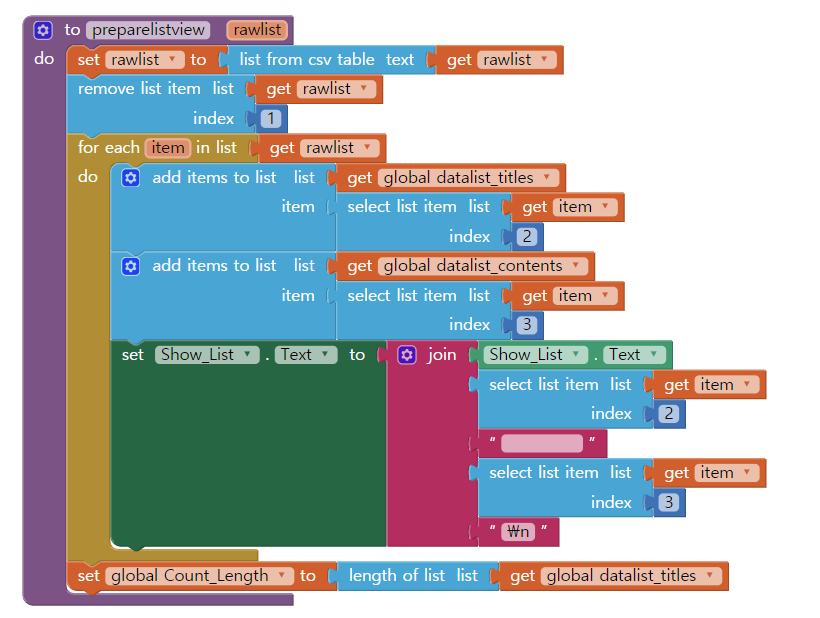 to preparelistview rawlist
do set rawlist to list from csv table text get rawlist
remove list item list get rawlist
index 1
for each item in list get rawlist
do add items to list list get global datalist_titles
item select list item list get item
index 2
add items to list list get global datalist_contents
item select list item list get item
index 3
set Show_List . Text to join Show_List . Text
select list item list get item
index 2
“ ”
select list item list get item
index 3
“ ₩n ”
set global Count_Length to length of list list get global datalist_titles